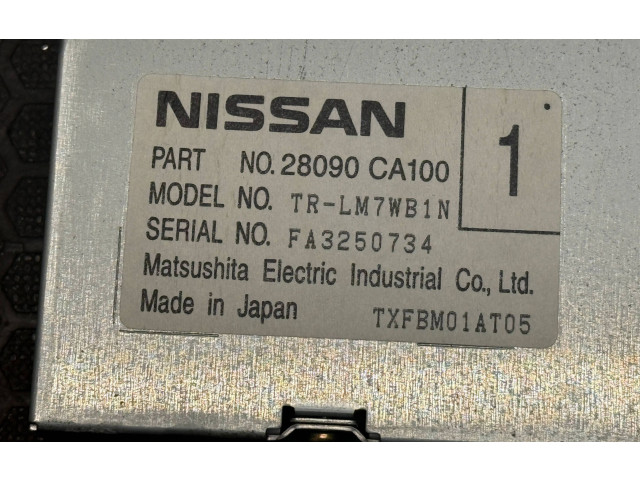 NISSAN
1
PART NO. 28090 CA100
MODEL NO. TR-LM7WB1N
SERIAL NO. FA3250734
Matsushita Electric Industrial Co., Ltd.
Made in Japan TXFBM01AT05